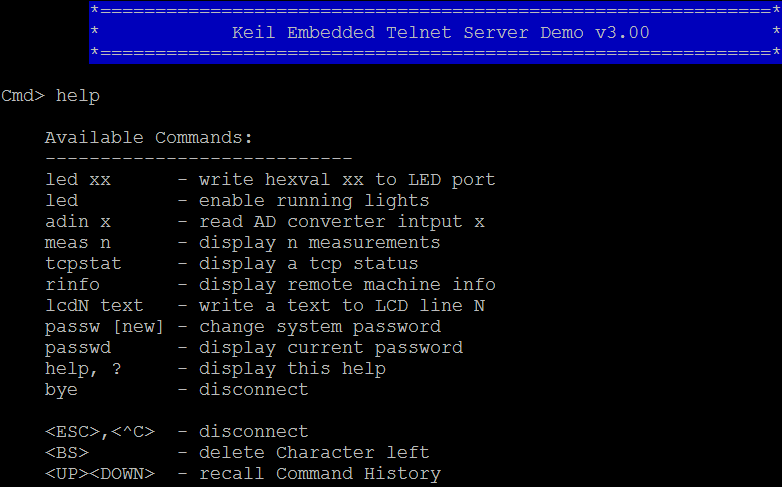 *=============================================================*
* Keil Embedded Telnet Server Demo v3.00 *
*=============================================================*
Cmd> help
Available Commands:
----------------------------
led xx - write hexval xx to LED port
led - enable running lights
adin x - read AD converter intput x
meas n - display n measurements
tcpstat - display a tcp status
rinfo - display remote machine info
lcdN text - write a text to LCD line N
passw [new] - change system password
passwd - display current password
help, ? - display this help
bye - disconnect
<ESC>,<^C> - disconnect
<BS> - delete Character left
<UP><DOWN> - recall Command History